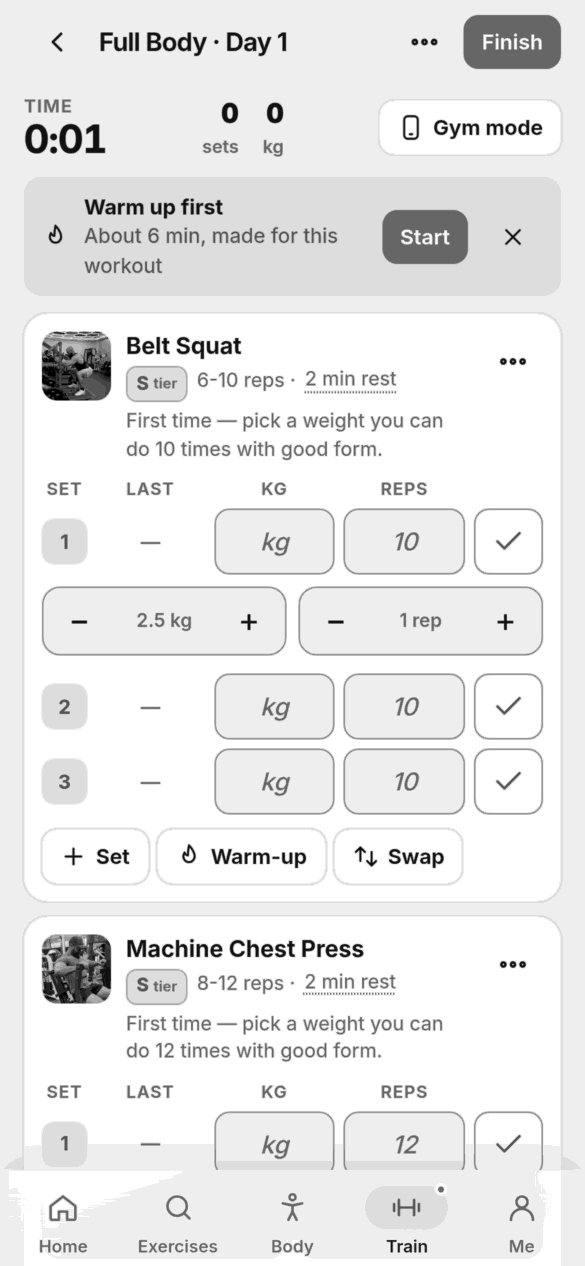 Full Body · Day 1
Finish
TIME
0:01
0 0
sets kg
Gym mode
Warm up first
About 6 min, made for this
workout
Start
Belt Squat
S tier 6-10 reps · 2 min rest
First time — pick a weight you can
do 10 times with good form.
SET LAST KG REPS
1 — kg 10
− 2.5 kg + − 1 rep +
2 — kg 10
3 — kg 10
+ Set Warm-up Swap
Machine Chest Press
S tier 8-12 reps · 2 min rest
First time — pick a weight you can
do 12 times with good form.
SET LAST KG REPS
1 — kg 12
Home Exercises Body Train Me